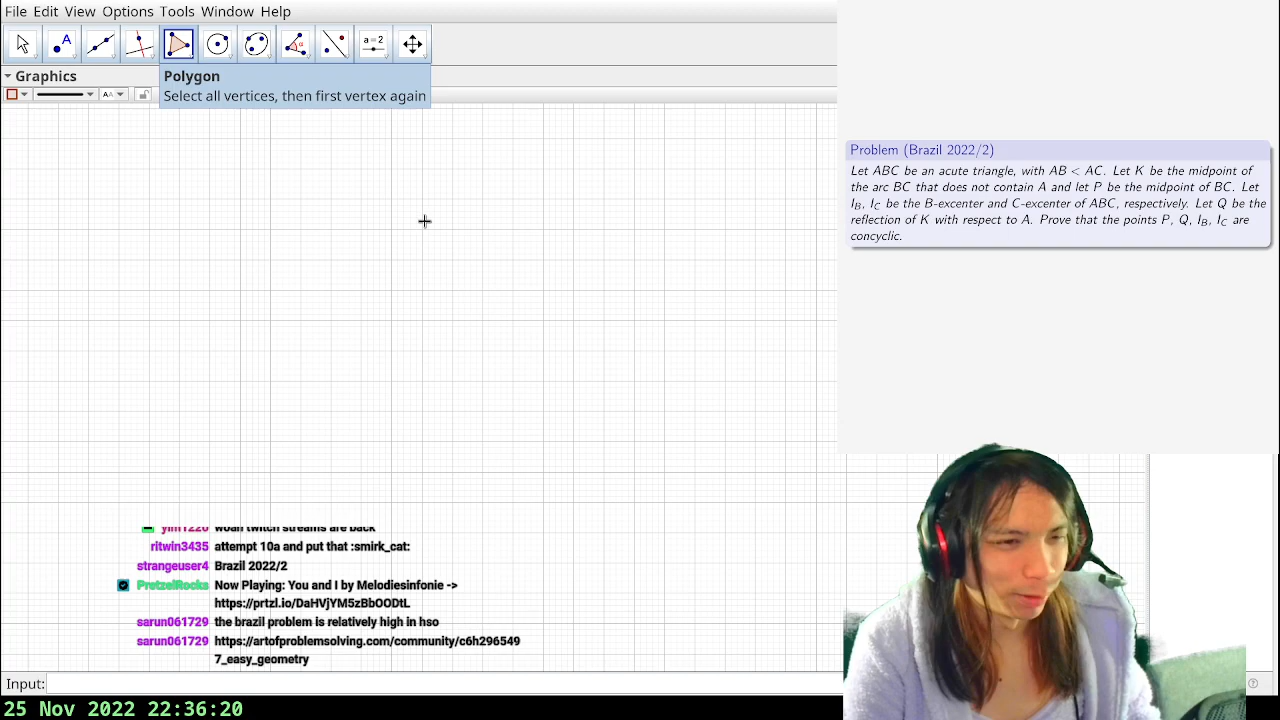 File Edit View Options Tools Window Help
A
α
a = 2
Graphics
Polygon
Select all vertices, then first vertex again
AA
Problem (Brazil 2022/2)
Let ABC be an acute triangle, with AB < AC. Let K be the midpoint of
the arc BC that does not contain A and let P be the midpoint of BC. Let
I_B, I_C be the B-excenter and C-excenter of ABC, respectively. Let Q be the
reflection of K with respect to A. Prove that the points P, Q, I_B, I_C are
concyclic.
woah twitch streams are back
ritwin3435 attempt 10a and put that :smirk_cat:
strangeuser4 Brazil 2022/2
PretzelRocks Now Playing: You and I by Melodiesinfonie ->
https://prtzl.io/DaHVjYM5zBbOODtL
sarun061729 the brazil problem is relatively high in hso
sarun061729 https://artofproblemsolving.com/community/c6h296549
7_easy_geometry
Input:
25 Nov 2022 22:36:20